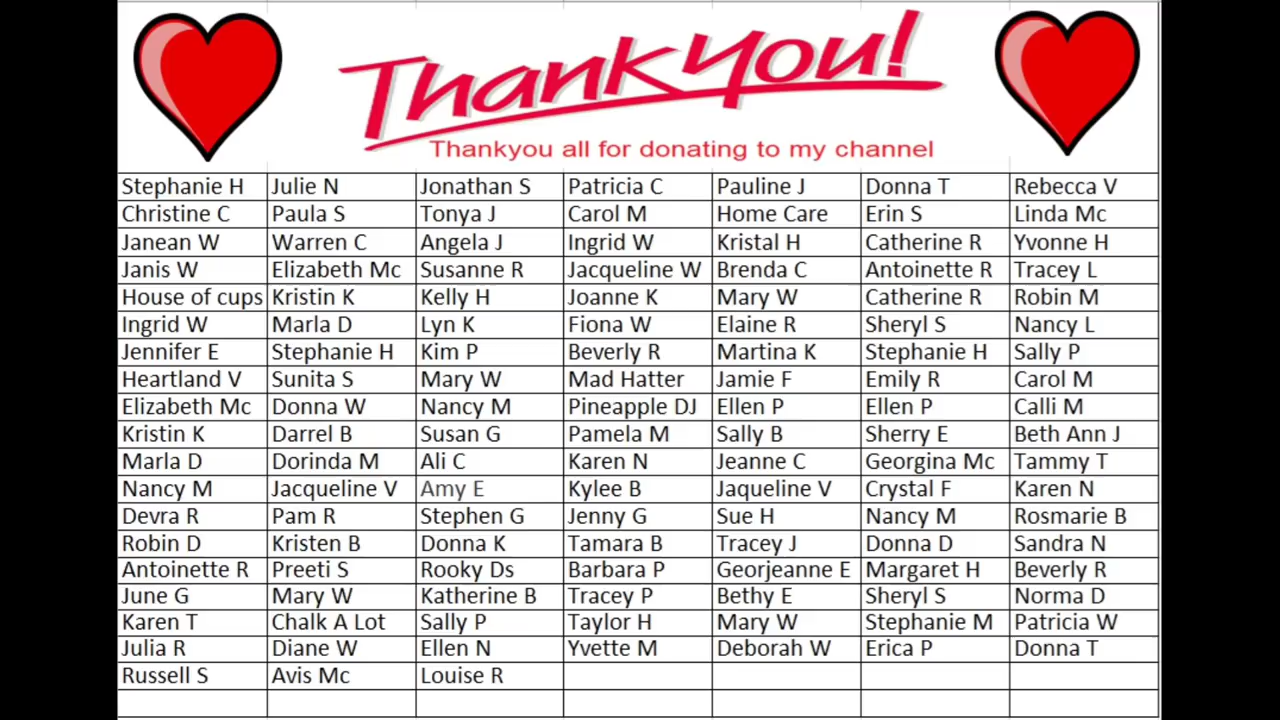 Thank You!
Thankyou all for donating to my channel
Stephanie H Julie N Jonathan S Patricia C Pauline J Donna T Rebecca V
Christine C Paula S Tonya J Carol M Home Care Erin S Linda Mc
Janean W Warren C Angela J Ingrid W Kristal H Catherine R Yvonne H
Janis W Elizabeth Mc Susanne R Jacqueline W Brenda C Antoinette R Tracey L
House of cups Kristin K Kelly H Joanne K Mary W Catherine R Robin M
Ingrid W Marla D Lyn K Fiona W Elaine R Sheryl S Nancy L
Jennifer E Stephanie H Kim P Beverly R Martina K Stephanie H Sally P
Heartland V Sunita S Mary W Mad Hatter Jamie F Emily R Carol M
Elizabeth Mc Donna W Nancy M Pineapple DJ Ellen P Ellen P Calli M
Kristin K Darrel B Susan G Pamela M Sally B Sherry E Beth Ann J
Marla D Dorinda M Ali C Karen N Jeanne C Georgina Mc Tammy T
Nancy M Jacqueline V Amy E Kylee B Jaqueline V Crystal F Karen N
Devra R Pam R Stephen G Jenny G Sue H Nancy M Rosmarie B
Robin D Kristen B Donna K Tamara B Tracey J Donna D Sandra N
Antoinette R Preeti S Rooky Ds Barbara P Georjeanne E Margaret H Beverly R
June G Mary W Katherine B Tracey P Bethy E Sheryl S Norma D
Karen T Chalk A Lot Sally P Taylor H Mary W Stephanie M Patricia W
Julia R Diane W Ellen N Yvette M Deborah W Erica P Donna T
Russell S Avis Mc Louise R